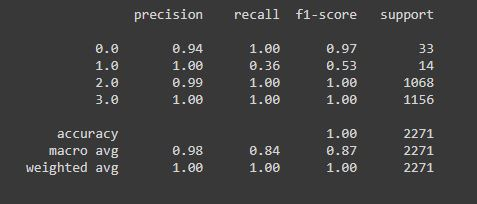 precision recall f1-score support
0.0 0.94 1.00 0.97 33
1.0 1.00 0.36 0.53 14
2.0 0.99 1.00 1.00 1068
3.0 1.00 1.00 1.00 1156
accuracy 1.00 2271
macro avg 0.98 0.84 0.87 2271
weighted avg 1.00 1.00 1.00 2271